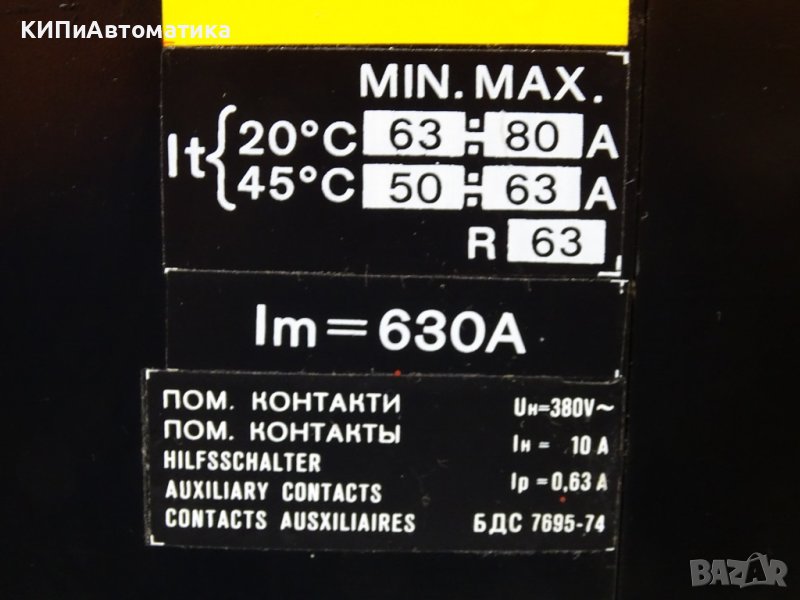 КИПиАвтоматика
MIN. MAX.
It { 20°C 63 ÷ 80 A
45°C 50 ÷ 63 A
R 63
Im = 630A
ПОМ. КОНТАКТИ Uн=380V~
ПОМ. КОНТАКТЫ Iн = 10 A
HILFSSCHALTER
AUXILIARY CONTACTS Ip = 0,63 A
CONTACTS AUSXILIAIRES БДС 7695-74
BAZAR